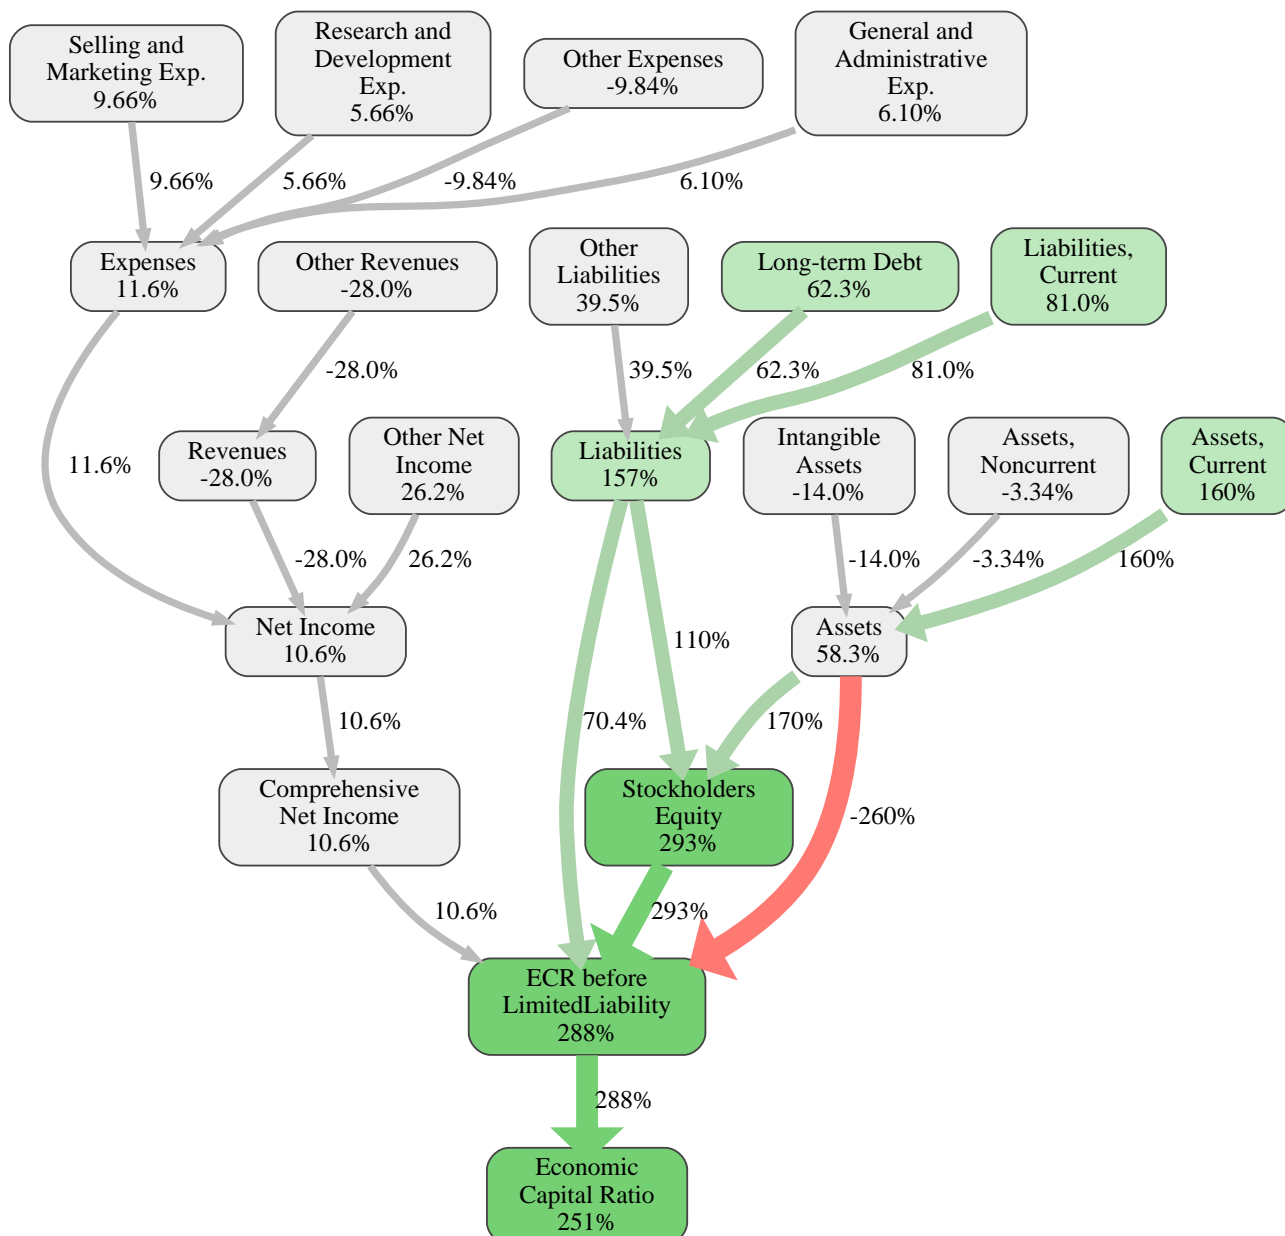 Selling and
Marketing Exp.
9.66%
Research and
Development
Exp.
5.66%
Other Expenses
-9.84%
General and
Administrative
Exp.
6.10%
9.66%
5.66%
-9.84%
6.10%
Expenses
11.6%
Other Revenues
-28.0%
Other
Liabilities
39.5%
Long-term Debt
62.3%
Liabilities,
Current
81.0%
-28.0%
39.5%
62.3%
81.0%
11.6%
Revenues
-28.0%
Other Net
Income
26.2%
Liabilities
157%
Intangible
Assets
-14.0%
Assets,
Noncurrent
-3.34%
Assets,
Current
160%
-28.0%
26.2%
-14.0%
-3.34%
160%
Net Income
10.6%
110%
Assets
58.3%
10.6%
70.4%
170%
-260%
Comprehensive
Net Income
10.6%
Stockholders
Equity
293%
10.6%
293%
ECR before
LimitedLiability
288%
288%
Economic
Capital Ratio
251%